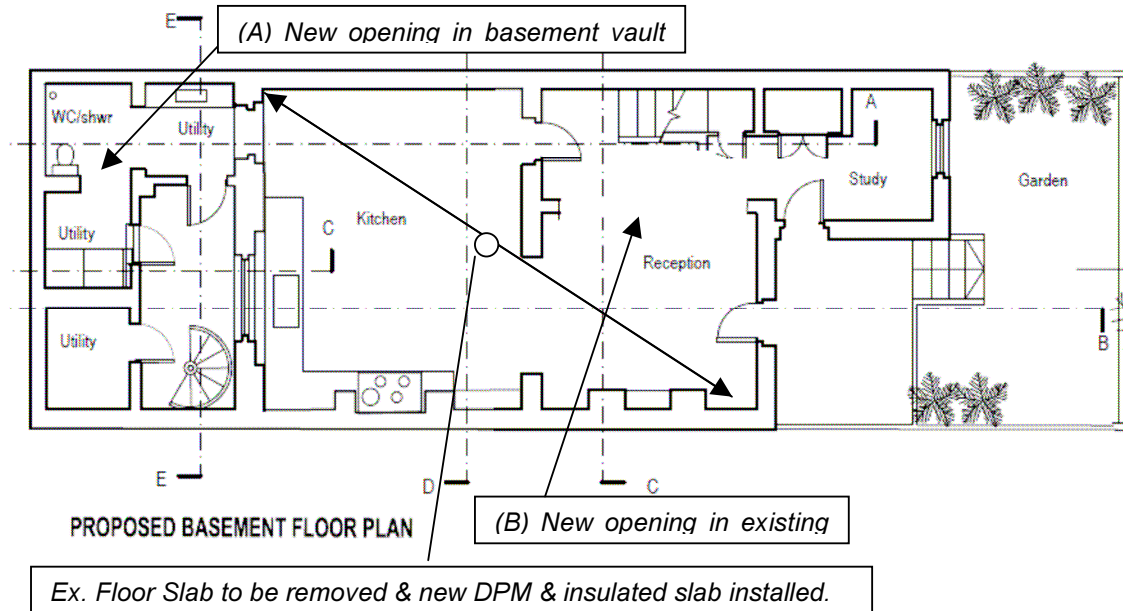 E
(A) New opening in basement vault
WC/shwr
Utility
A
Study
Garden
Kitchen
Utility
C
Reception
Utility
B
E
D
C
(B) New opening in existing
PROPOSED BASEMENT FLOOR PLAN
Ex. Floor Slab to be removed & new DPM & insulated slab installed.